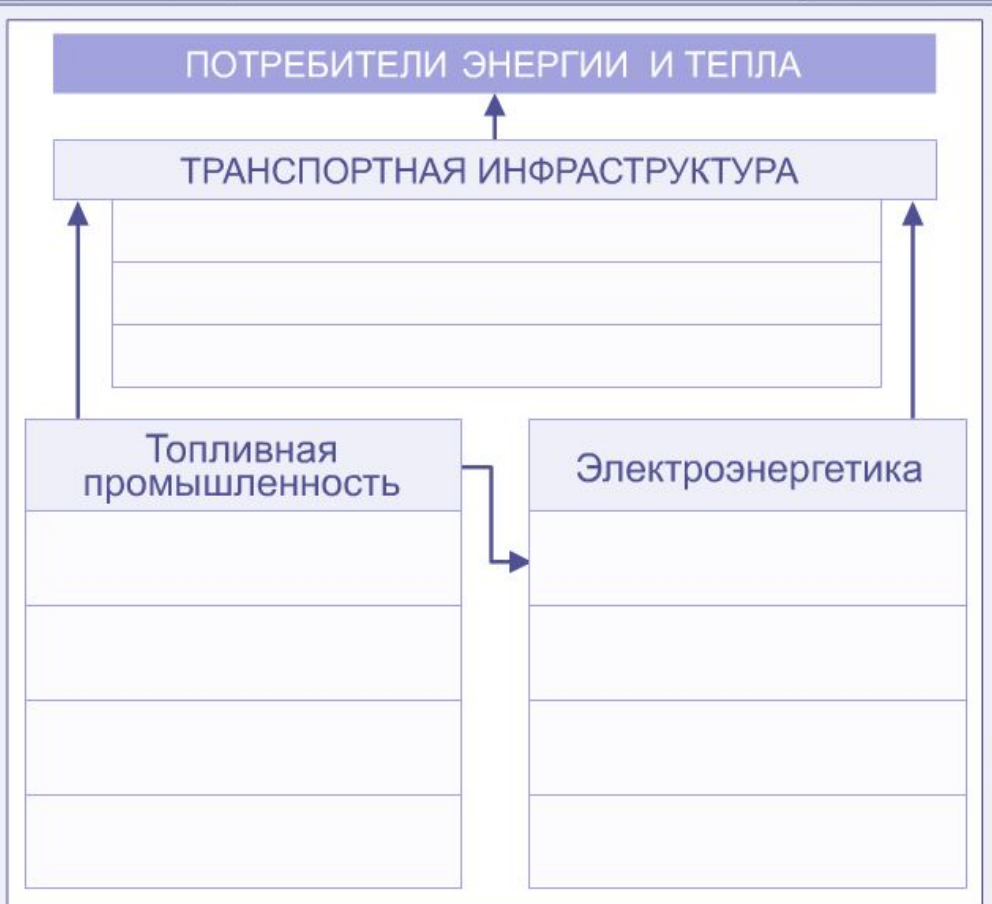 ПОТРЕБИТЕЛИ ЭНЕРГИИ И ТЕПЛА
ТРАНСПОРТНАЯ ИНФРАСТРУКТУРА
Топливная
промышленность
Электроэнергетика